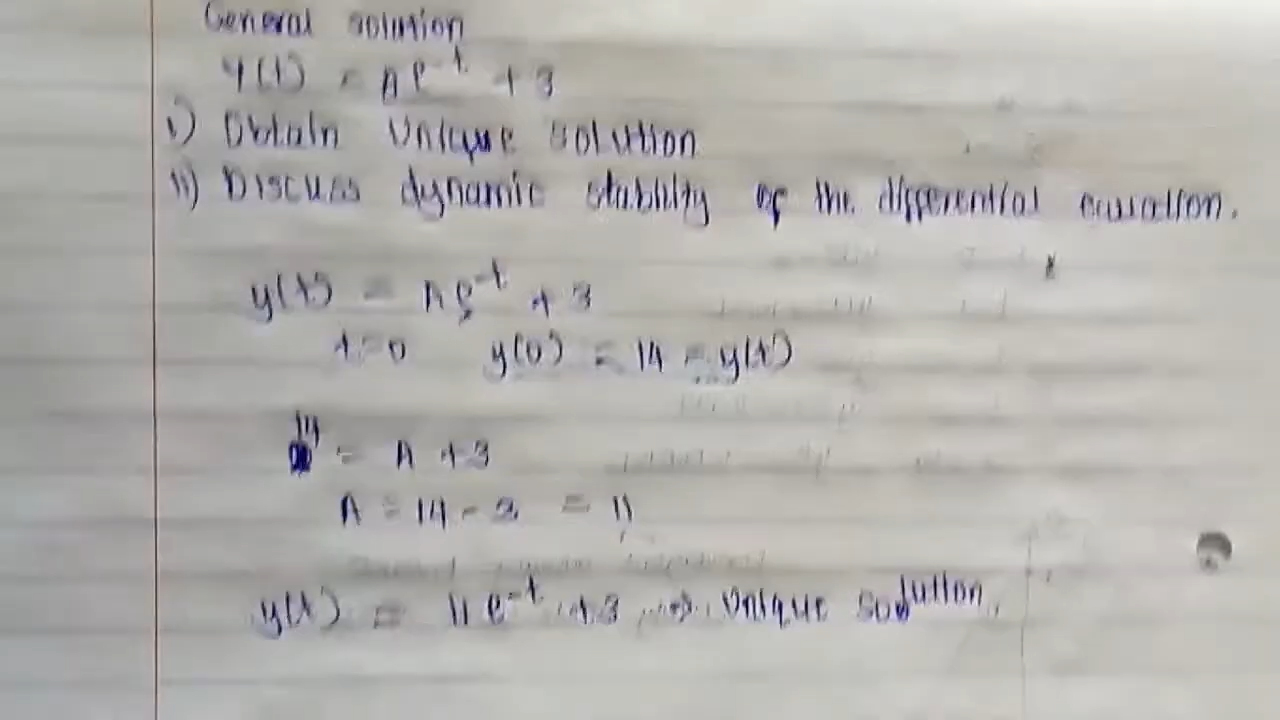 General solution
y(t) = Ae^-t + 3
i) Obtain unique solution
ii) Discuss dynamic stability of the differential equation.
y(t) = Ae^-t + 3
t=0 y(0) = 14 = y(t)
14 = A + 3
A = 14 - 3 = 11
y(t) = 11e^-t + 3 → unique solution.